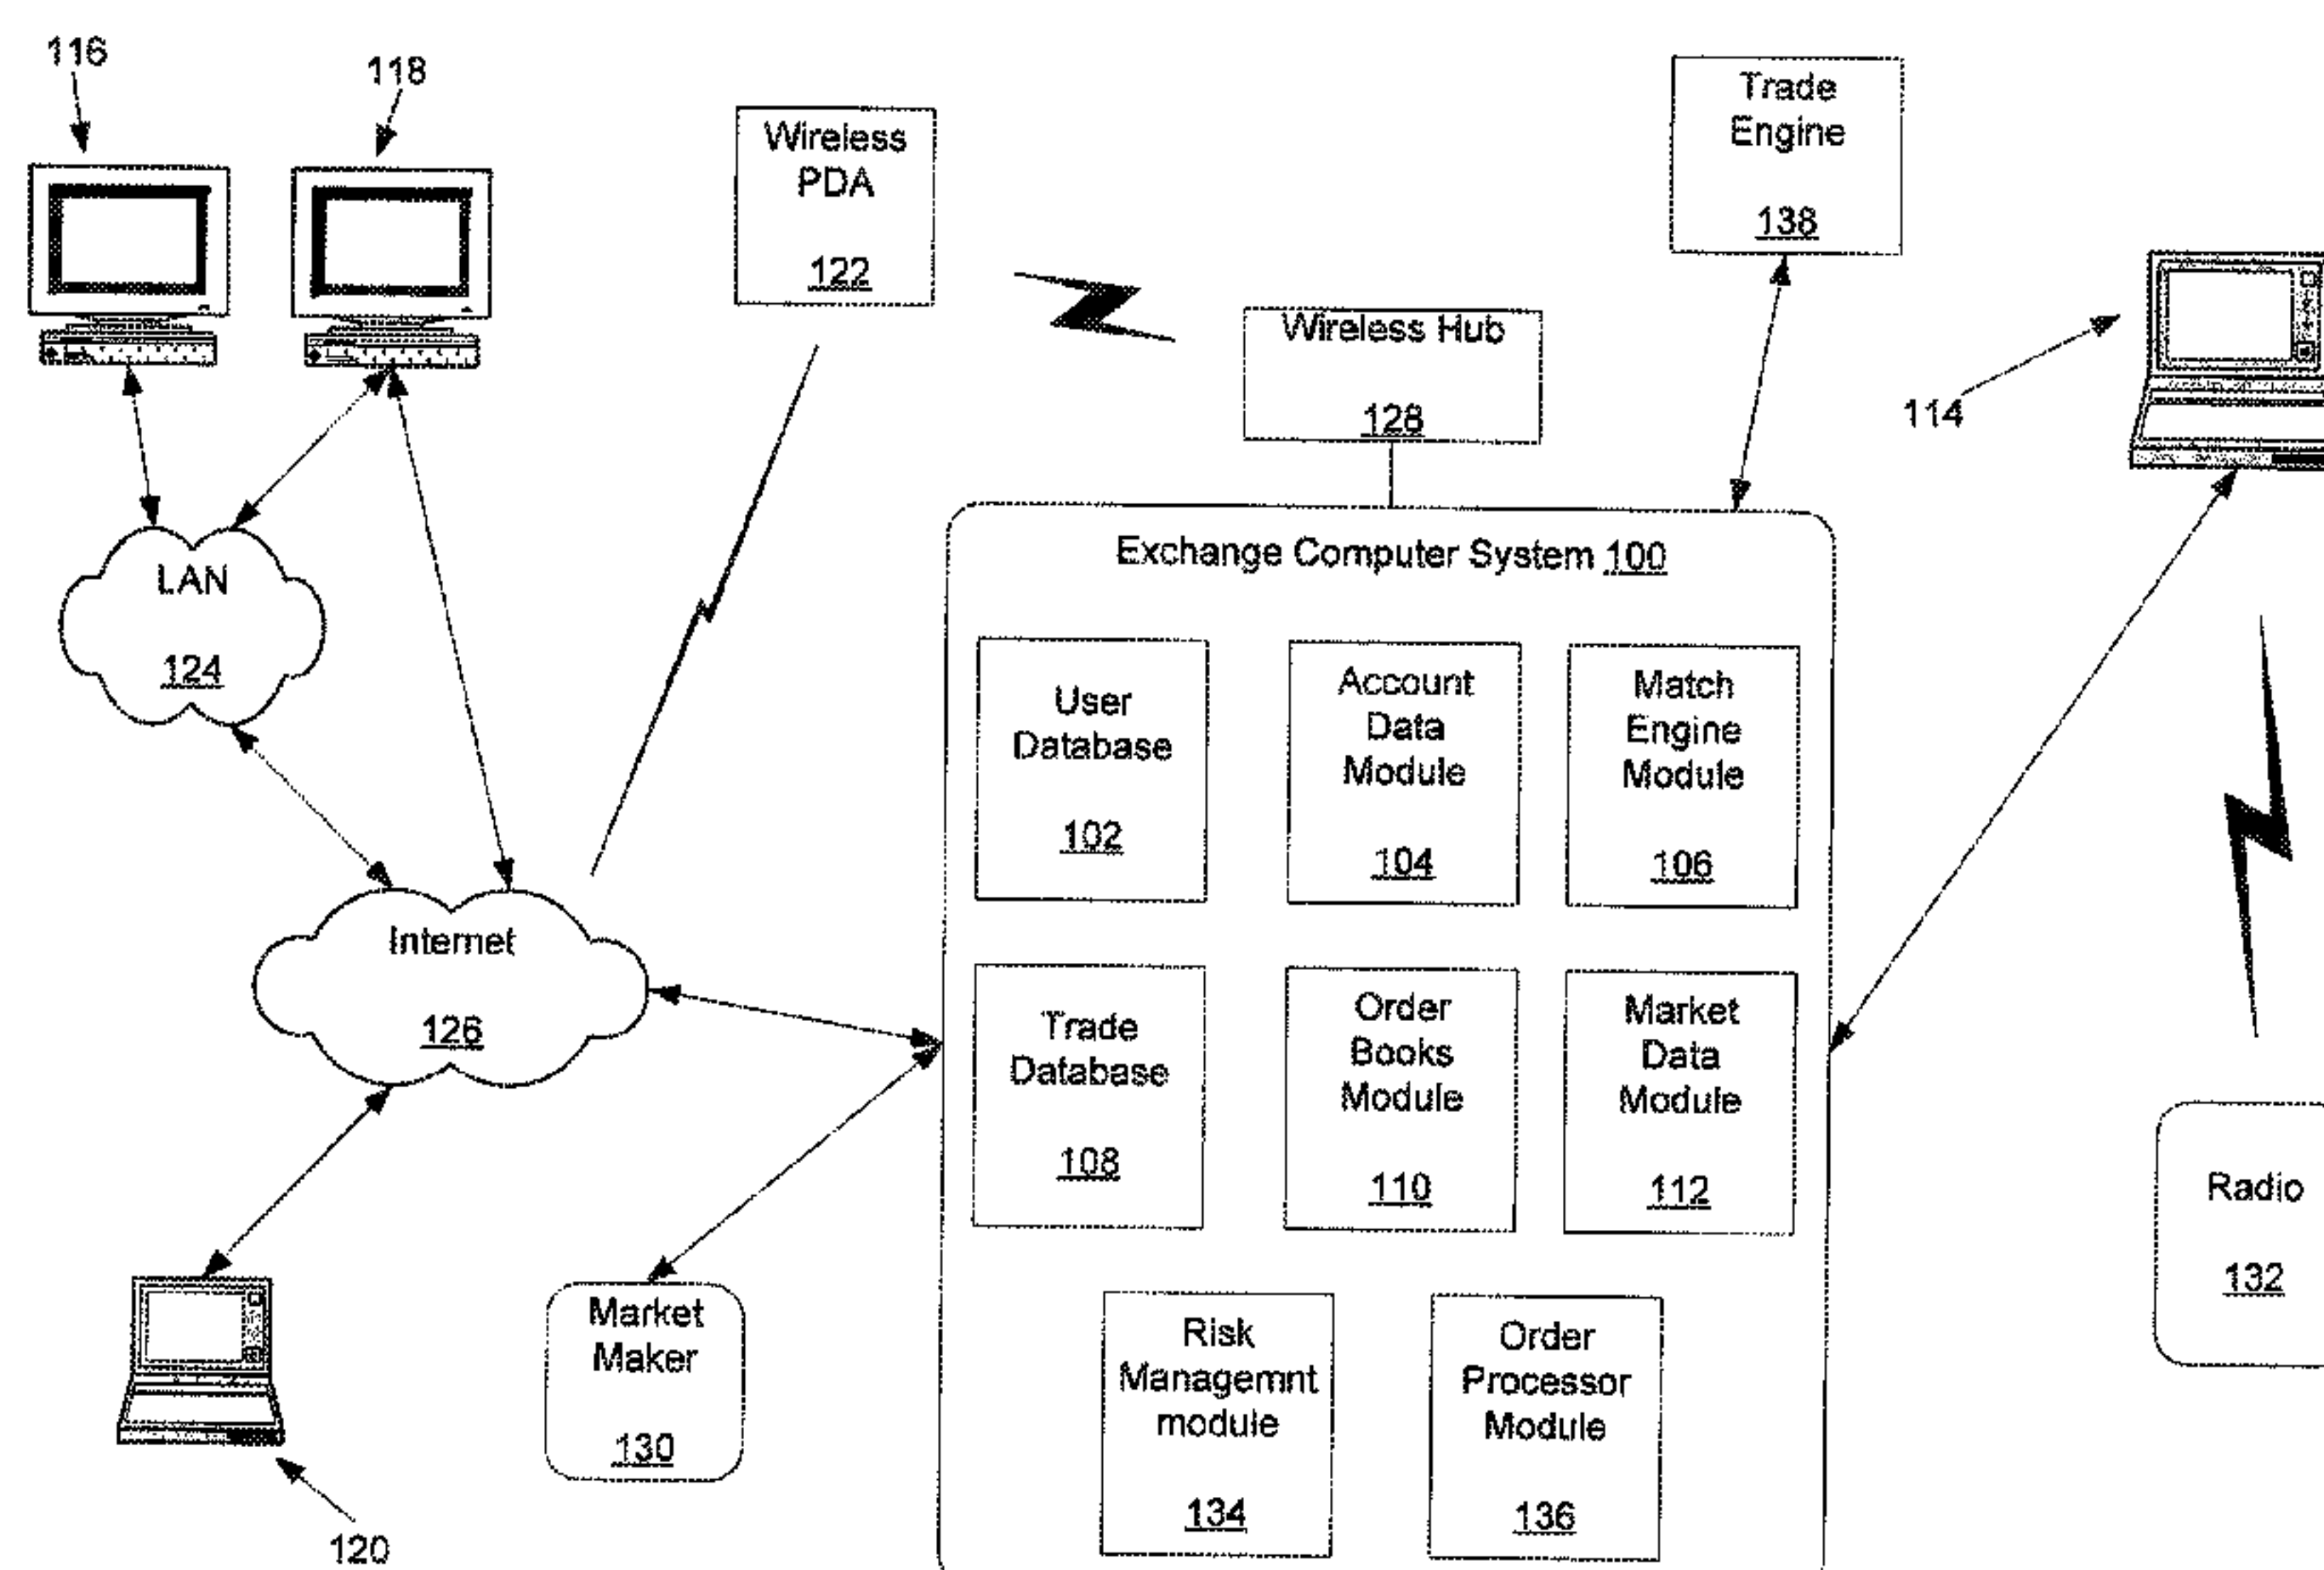 116
118
Wireless
PDA
122
Trade
Engine
138
Wireless Hub
128
114
LAN
124
Exchange Computer System 100
User
Database
102
Account
Data
Module
104
Match
Engine
Module
106
Internet
126
Trade
Database
108
Order
Books
Module
110
Market
Data
Module
112
Radio
132
Market
Maker
130
Risk
Managemnt
module
134
Order
Processor
Module
136
120